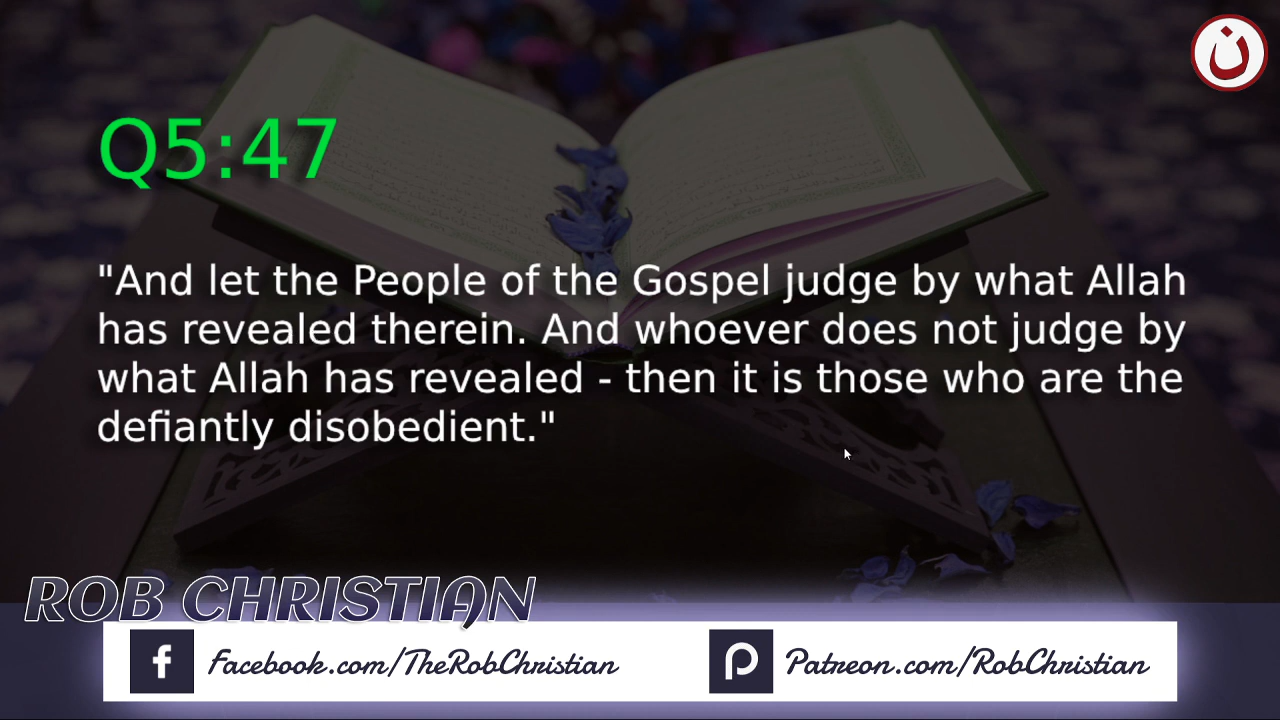 ن
Q5:47
"And let the People of the Gospel judge by what Allah
has revealed therein. And whoever does not judge by
what Allah has revealed - then it is those who are the
defiantly disobedient."
ROB CHRISTIAN
Facebook.com/TheRobChristian
Patreon.com/RobChristian